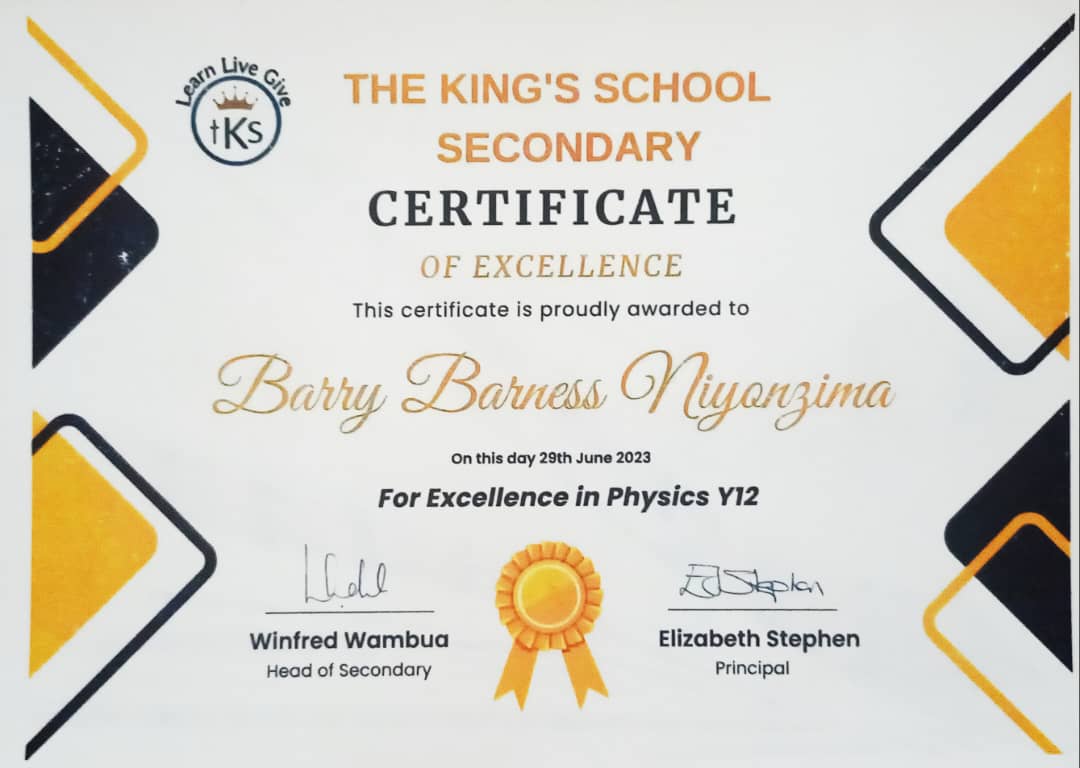 Learn Live Give
tKS
THE KING'S SCHOOL
SECONDARY
CERTIFICATE
OF EXCELLENCE
This certificate is proudly awarded to
Barry Barness Niyonzima
On this day 29th June 2023
For Excellence in Physics Y12
EJStephen
Winfred Wambua
Elizabeth Stephen
Head of Secondary
Principal